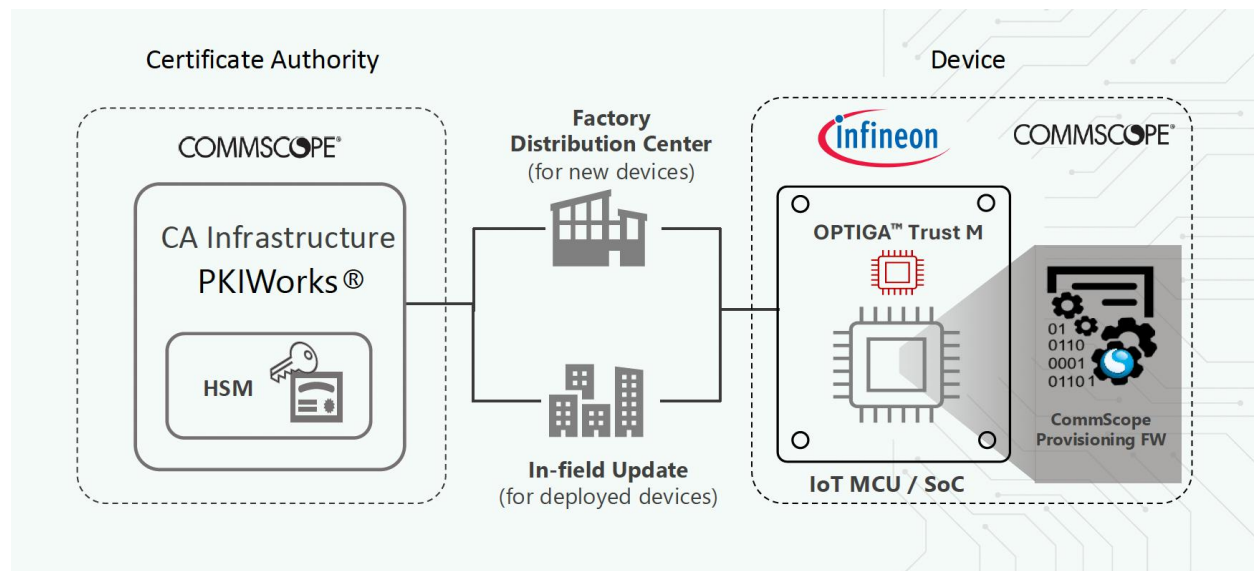 Certificate Authority
Device
COMMSCOPE®
Factory
Distribution Center
(for new devices)
infineon
COMMSCOPE®
CA Infrastructure
PKIWorks®
HSM
OPTIGA™ Trust M
01
0110
0001
01101
CommScope
Provisioning FW
In-field Update
(for deployed devices)
IoT MCU / SoC